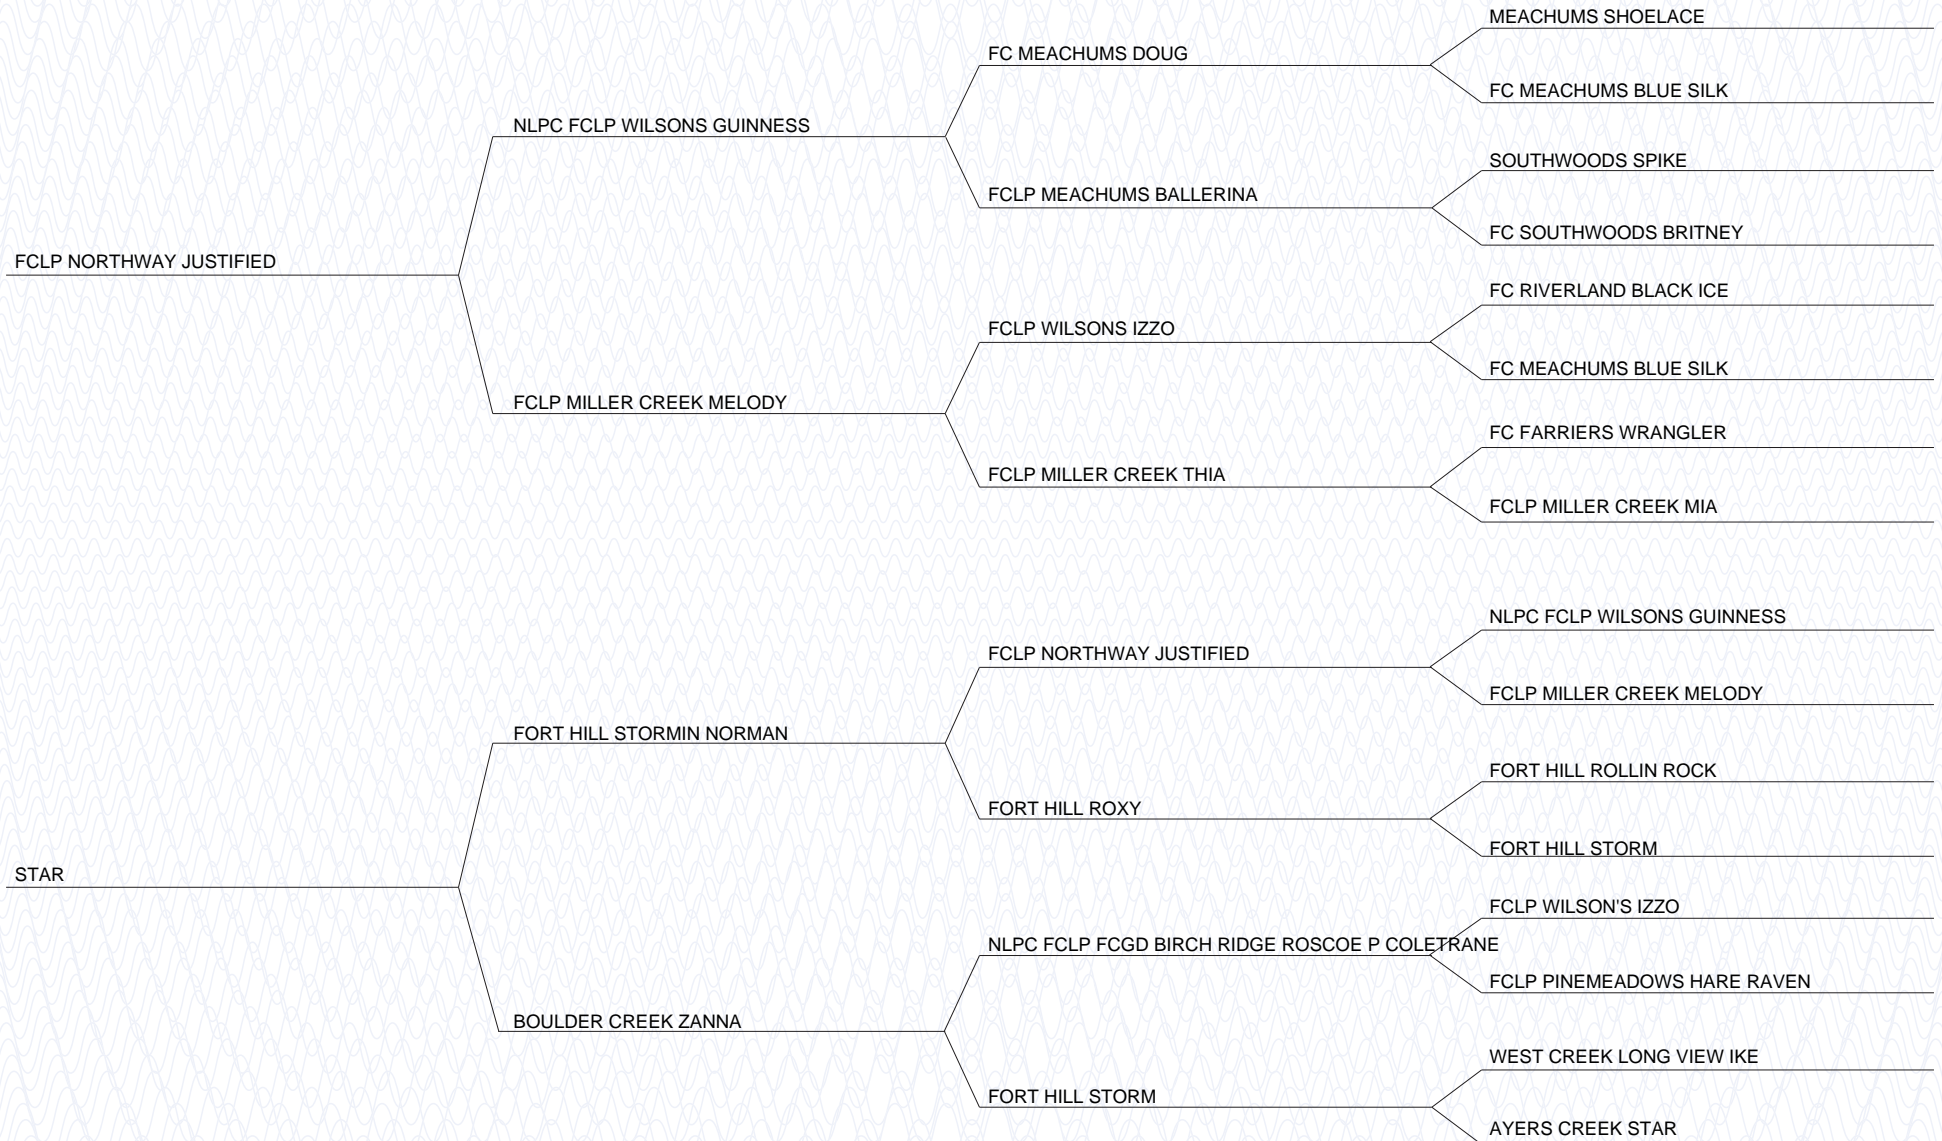 MEACHUMS SHOELACE
FC MEACHUMS DOUG
FC MEACHUMS BLUE SILK
NLPC FCLP WILSONS GUINNESS
SOUTHWOODS SPIKE
FCLP MEACHUMS BALLERINA
FC SOUTHWOODS BRITNEY
FCLP NORTHWAY JUSTIFIED
FC RIVERLAND BLACK ICE
FCLP WILSONS IZZO
FC MEACHUMS BLUE SILK
FCLP MILLER CREEK MELODY
FC FARRIERS WRANGLER
FCLP MILLER CREEK THIA
FCLP MILLER CREEK MIA
NLPC FCLP WILSONS GUINNESS
FCLP NORTHWAY JUSTIFIED
FCLP MILLER CREEK MELODY
FORT HILL STORMIN NORMAN
FORT HILL ROLLIN ROCK
FORT HILL ROXY
FORT HILL STORM
STAR
FCLP WILSON'S IZZO
NLPC FCLP FCGD BIRCH RIDGE ROSCOE P COLETRANE
FCLP PINEMEADOWS HARE RAVEN
BOULDER CREEK ZANNA
WEST CREEK LONG VIEW IKE
FORT HILL STORM
AYERS CREEK STAR